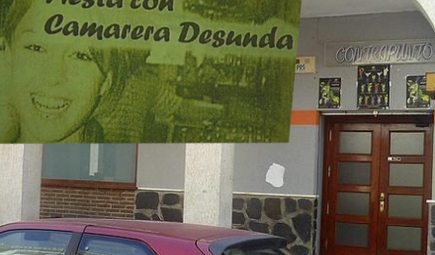 Fiesta con
Camarera Desunda
CONTRAPUNTO